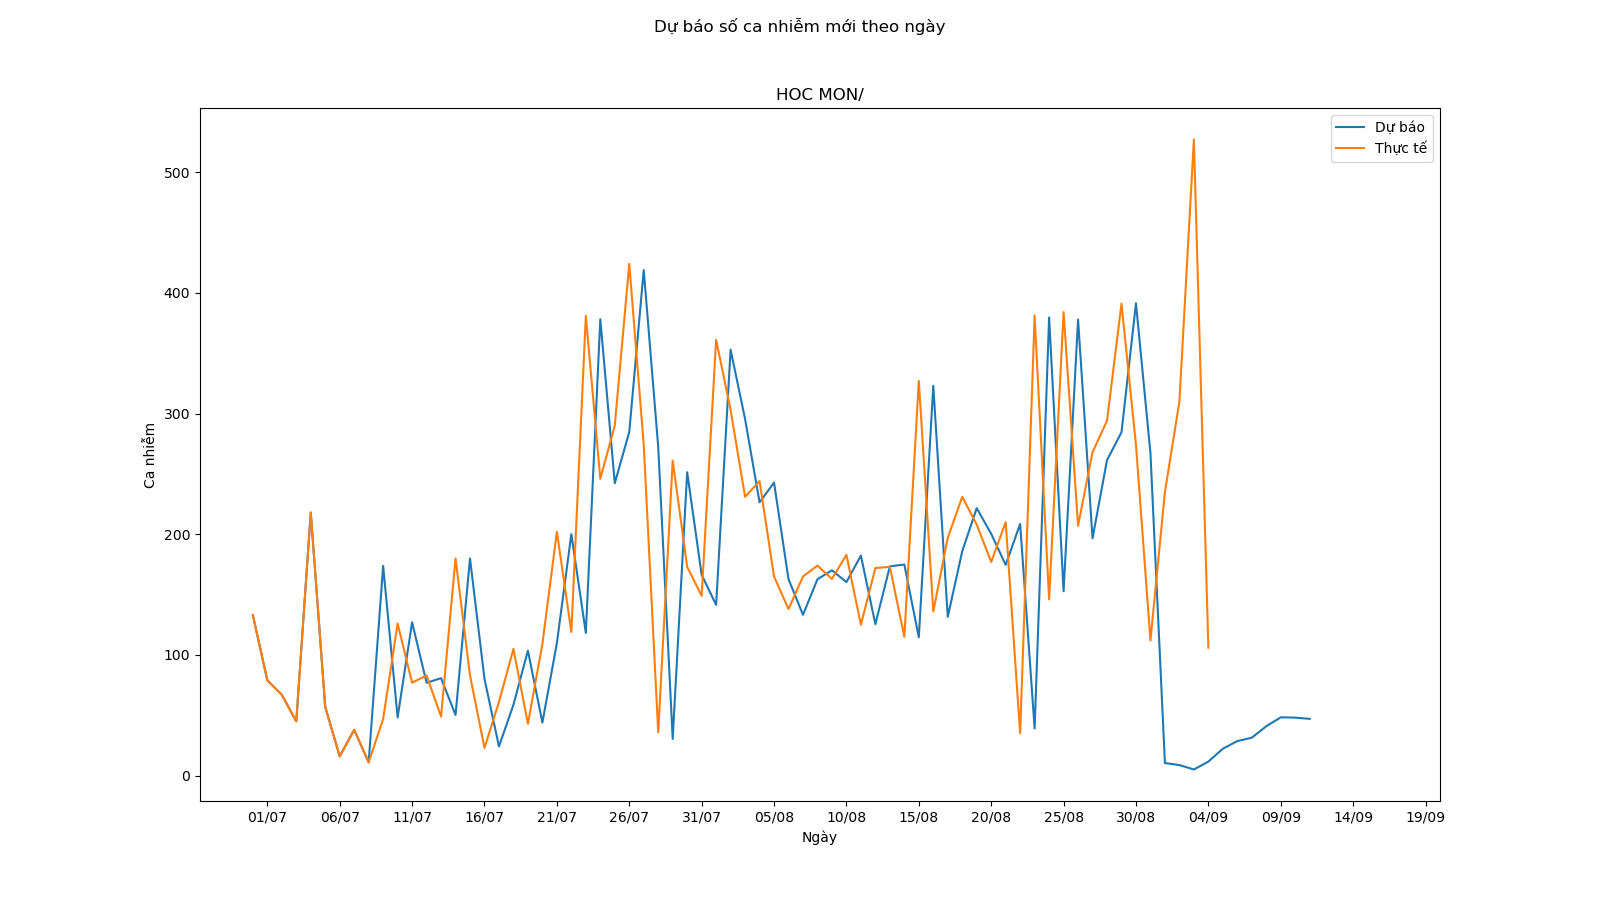 Dự báo số ca nhiễm mới theo ngày
HOC MON/
Dự báo
Thực tế
500
400
300
200
100
0
Ca nhiễm
01/07 06/07 11/07 16/07 21/07 26/07 31/07 05/08 10/08 15/08 20/08 25/08 30/08 04/09 09/09 14/09 19/09
Ngày